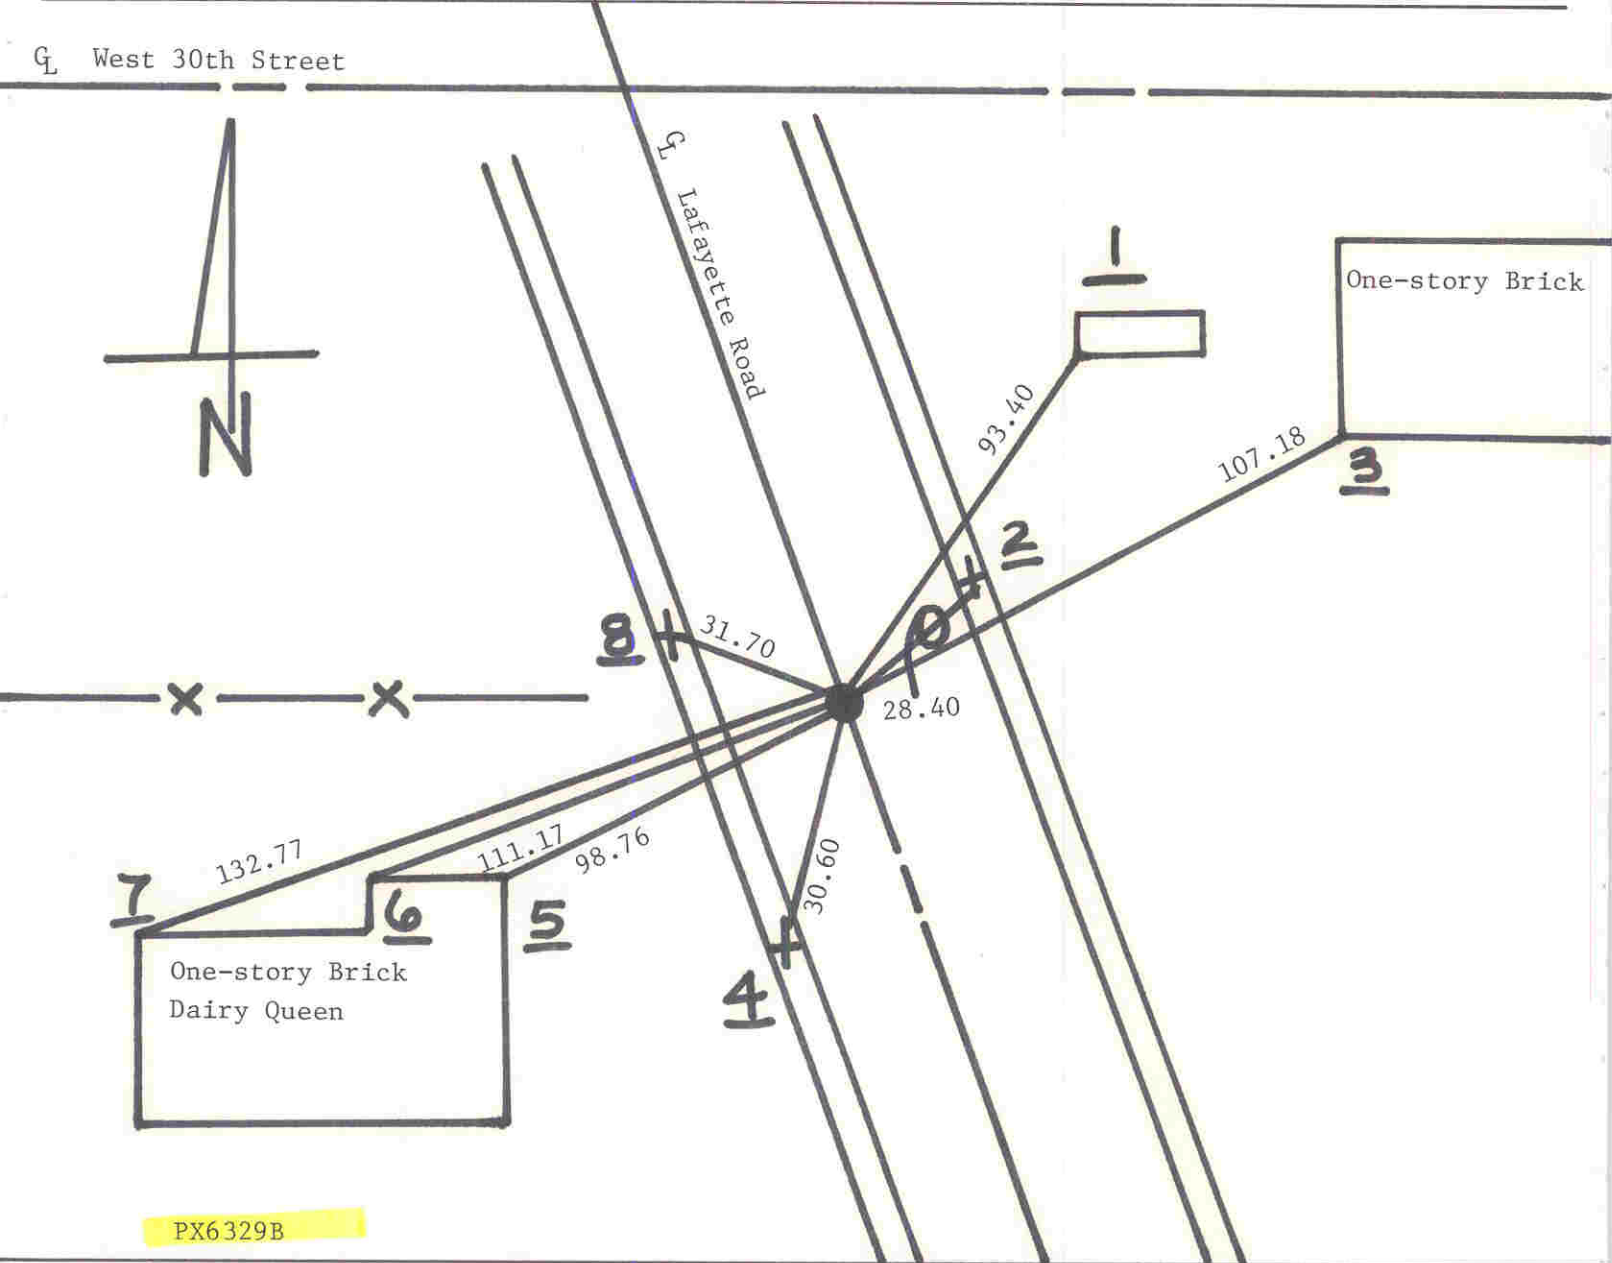 ℄ West 30th Street
℄ Lafayette Road
N
1
One-story Brick
93.40
107.18
3
2
8
31.70
28.40
132.77
111.17
98.76
30.60
7
6
5
4
One-story Brick
Dairy Queen
PX6329B